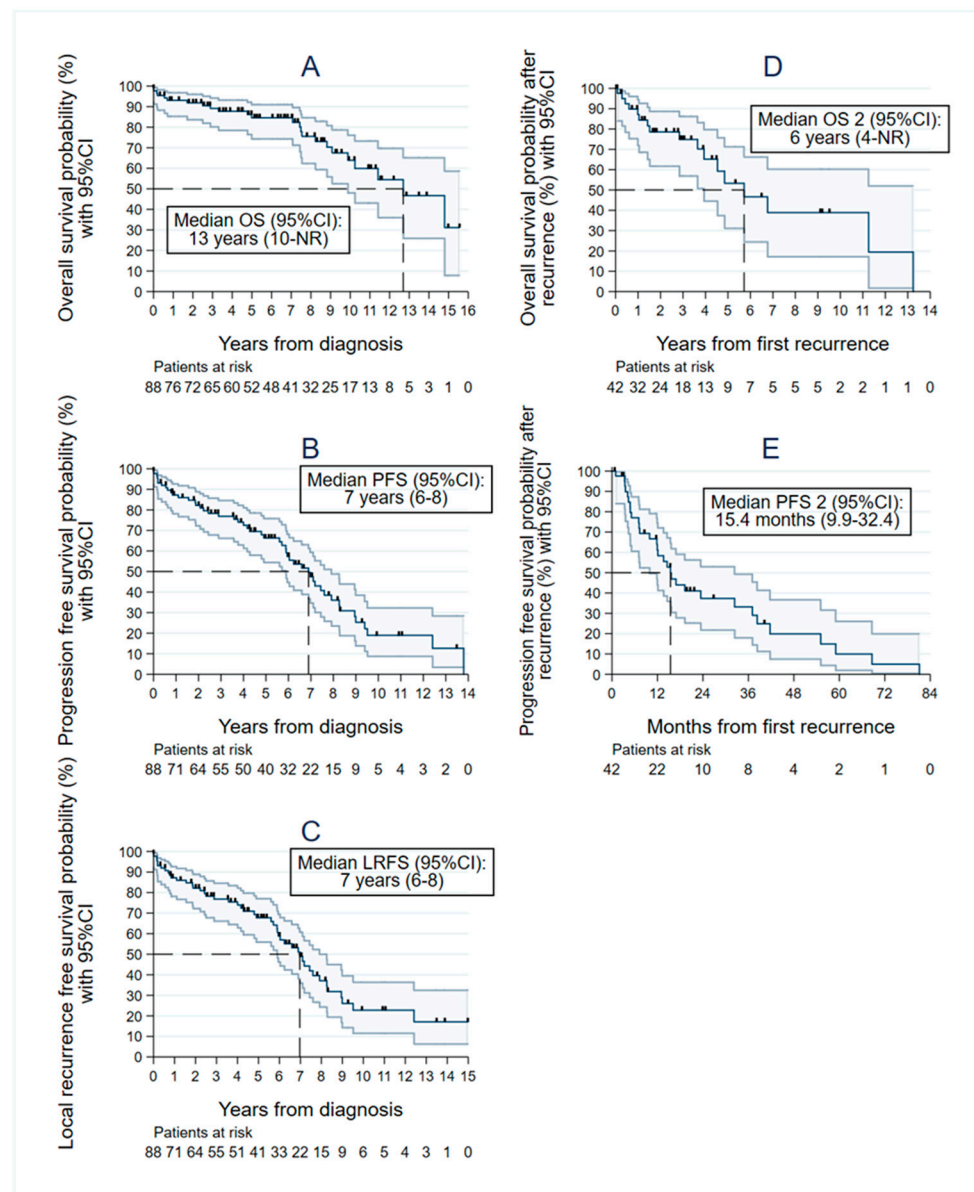 A
Overall survival probability (%)
with 95%CI
100
90
80
70
60
50
40
30
20
10
0
Median OS (95%CI):
13 years (10-NR)
0 1 2 3 4 5 6 7 8 9 10 11 12 13 14 15 16
Years from diagnosis
Patients at risk
88 76 72 65 60 52 48 41 32 25 17 13 8 5 3 1 0
D
Overall survival probability after
recurrence (%) with 95%CI
100
90
80
70
60
50
40
30
20
10
0
Median OS 2 (95%CI):
6 years (4-NR)
0 1 2 3 4 5 6 7 8 9 10 11 12 13 14
Years from first recurrence
Patients at risk
42 32 24 18 13 9 7 5 5 5 2 2 1 1 0
B
Progression free survival probability (%)
with 95%CI
100
90
80
70
60
50
40
30
20
10
0
Median PFS (95%CI):
7 years (6-8)
0 1 2 3 4 5 6 7 8 9 10 11 12 13 14
Years from diagnosis
Patients at risk
88 71 64 55 50 40 32 22 15 9 5 4 3 2 0
E
Progression free survival probability after
recurrence (%) with 95%CI
100
90
80
70
60
50
40
30
20
10
0
Median PFS 2 (95%CI):
15.4 months (9.9-32.4)
0 12 24 36 48 60 72 84
Months from first recurrence
Patients at risk
42 22 10 8 4 2 1 0
C
Local recurrence free survival probability (%)
with 95%CI
100
90
80
70
60
50
40
30
20
10
0
Median LRFS (95%CI):
7 years (6-8)
0 1 2 3 4 5 6 7 8 9 10 11 12 13 14 15
Years from diagnosis
Patients at risk
88 71 64 55 51 41 33 22 15 9 6 5 4 3 1 0